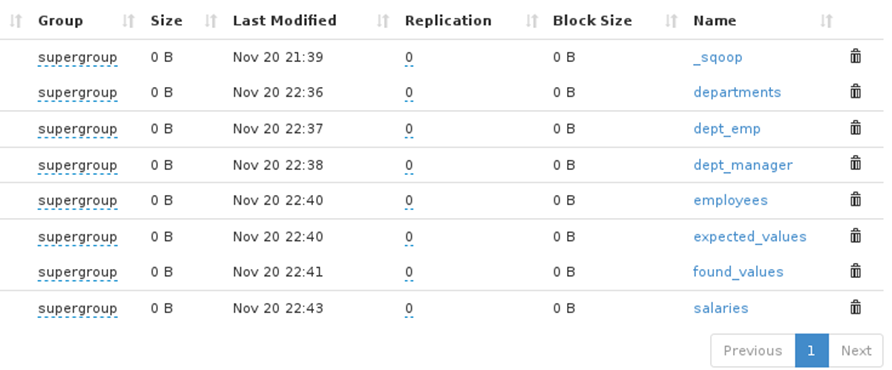 Group Size Last Modified Replication Block Size Name
supergroup 0 B Nov 20 21:39 0 0 B _sqoop
supergroup 0 B Nov 20 22:36 0 0 B departments
supergroup 0 B Nov 20 22:37 0 0 B dept_emp
supergroup 0 B Nov 20 22:38 0 0 B dept_manager
supergroup 0 B Nov 20 22:40 0 0 B employees
supergroup 0 B Nov 20 22:40 0 0 B expected_values
supergroup 0 B Nov 20 22:41 0 0 B found_values
supergroup 0 B Nov 20 22:43 0 0 B salaries
Previous 1 Next